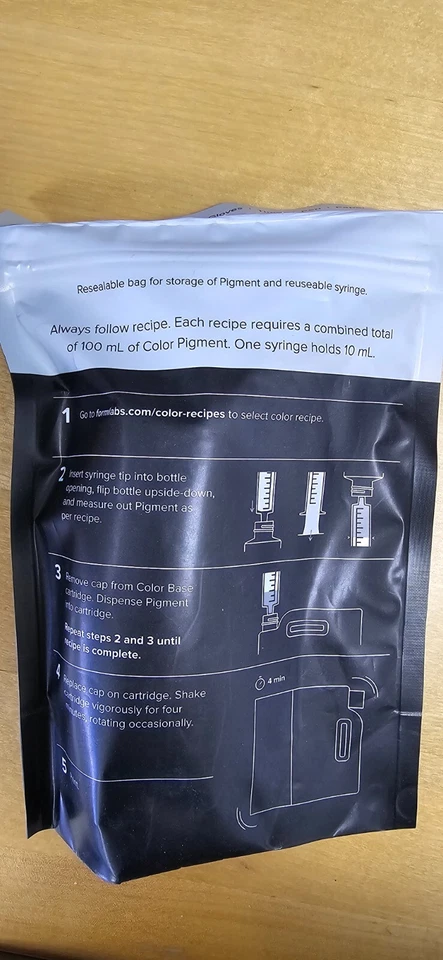 Resealable bag for storage of Pigment and reuseable syringe.
Always follow recipe. Each recipe requires a combined total
of 100 mL of Color Pigment. One syringe holds 10 mL.
1 Go to formlabs.com/color-recipes to select color recipe.
2 Insert syringe tip into bottle
opening, flip bottle upside-down,
and measure out Pigment as
per recipe.
3 Remove cap from Color Base
cartridge. Dispense Pigment
into cartridge.
Repeat steps 2 and 3 until
recipe is complete.
4 Replace cap on cartridge. Shake
cartridge vigorously for four
minutes, rotating occasionally.
4 min
5